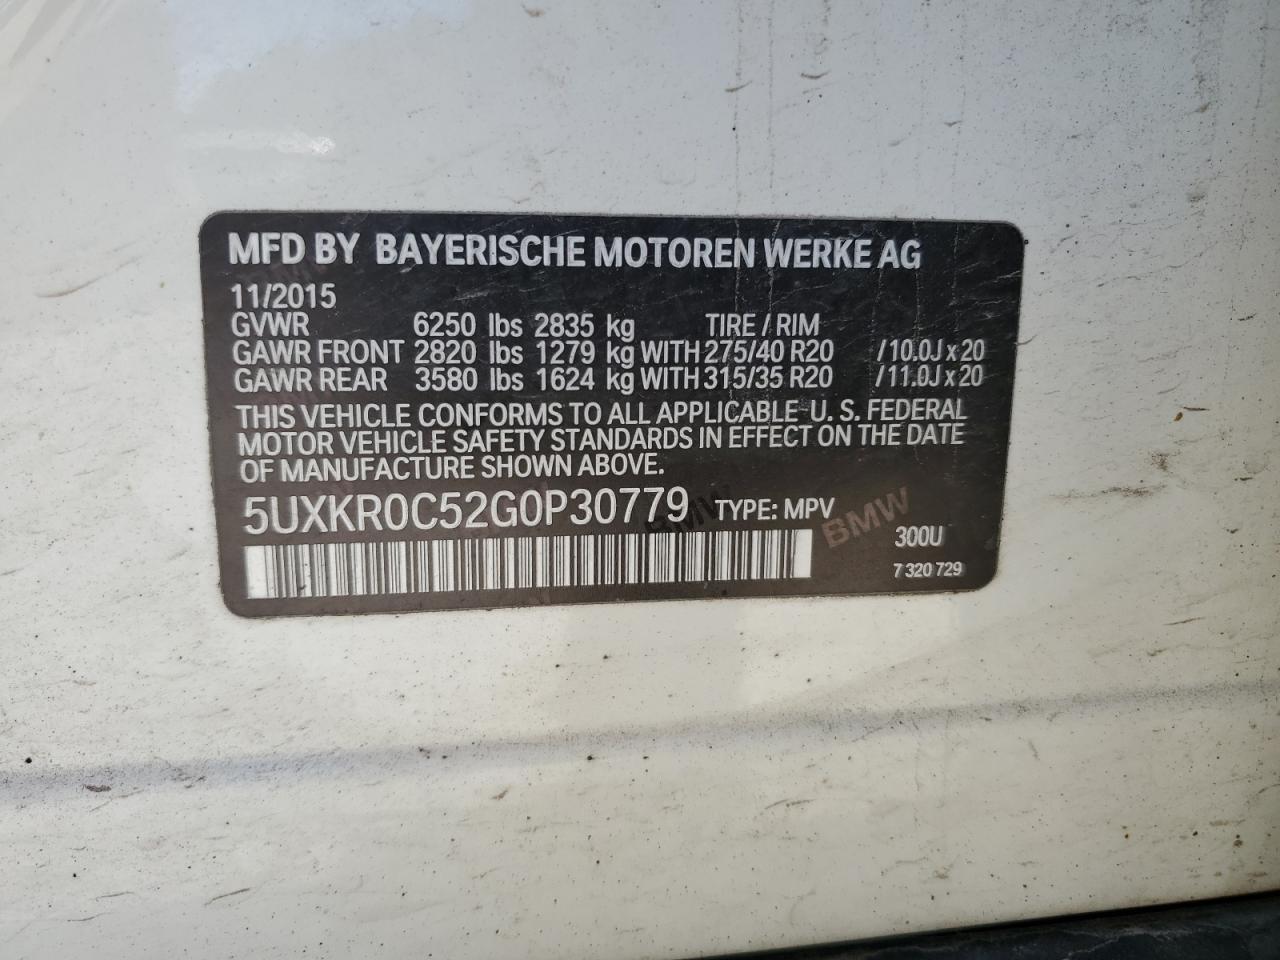 MFD BY BAYERISCHE MOTOREN WERKE AG
11/2015
GVWR 6250 lbs 2835 kg TIRE / RIM
GAWR FRONT 2820 lbs 1279 kg WITH 275/40 R20 /10.0J x 20
GAWR REAR 3580 lbs 1624 kg WITH 315/35 R20 /11.0J x 20
THIS VEHICLE CONFORMS TO ALL APPLICABLE U. S. FEDERAL
MOTOR VEHICLE SAFETY STANDARDS IN EFFECT ON THE DATE
OF MANUFACTURE SHOWN ABOVE.
5UXKR0C52G0P30779 TYPE: MPV
BMW
300U
7 320 729